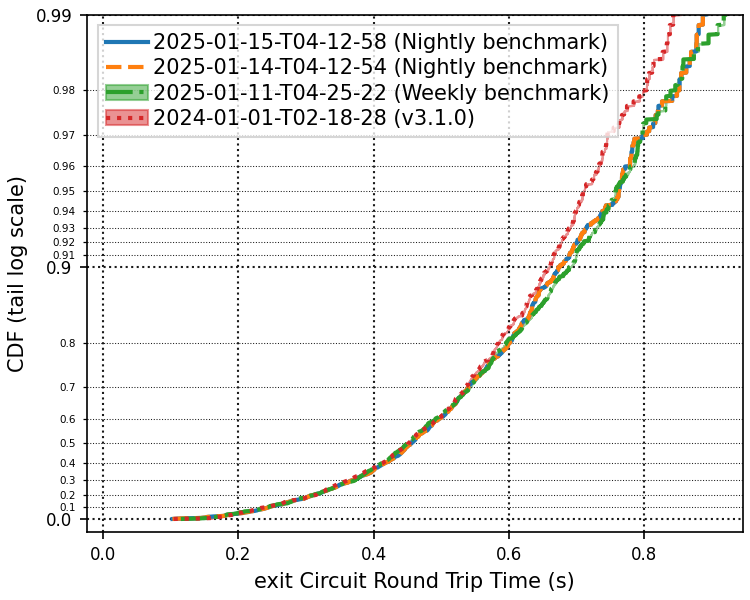 0.99
2025-01-15-T04-12-58 (Nightly benchmark)
2025-01-14-T04-12-54 (Nightly benchmark)
2025-01-11-T04-25-22 (Weekly benchmark)
2024-01-01-T02-18-28 (v3.1.0)
0.98
0.97
0.96
0.95
0.94
0.93
0.92
0.91
0.9
0.8
0.7
0.6
0.5
0.4
0.3
0.2
0.1
0.0
CDF (tail log scale)
0.0 0.2 0.4 0.6 0.8
exit Circuit Round Trip Time (s)